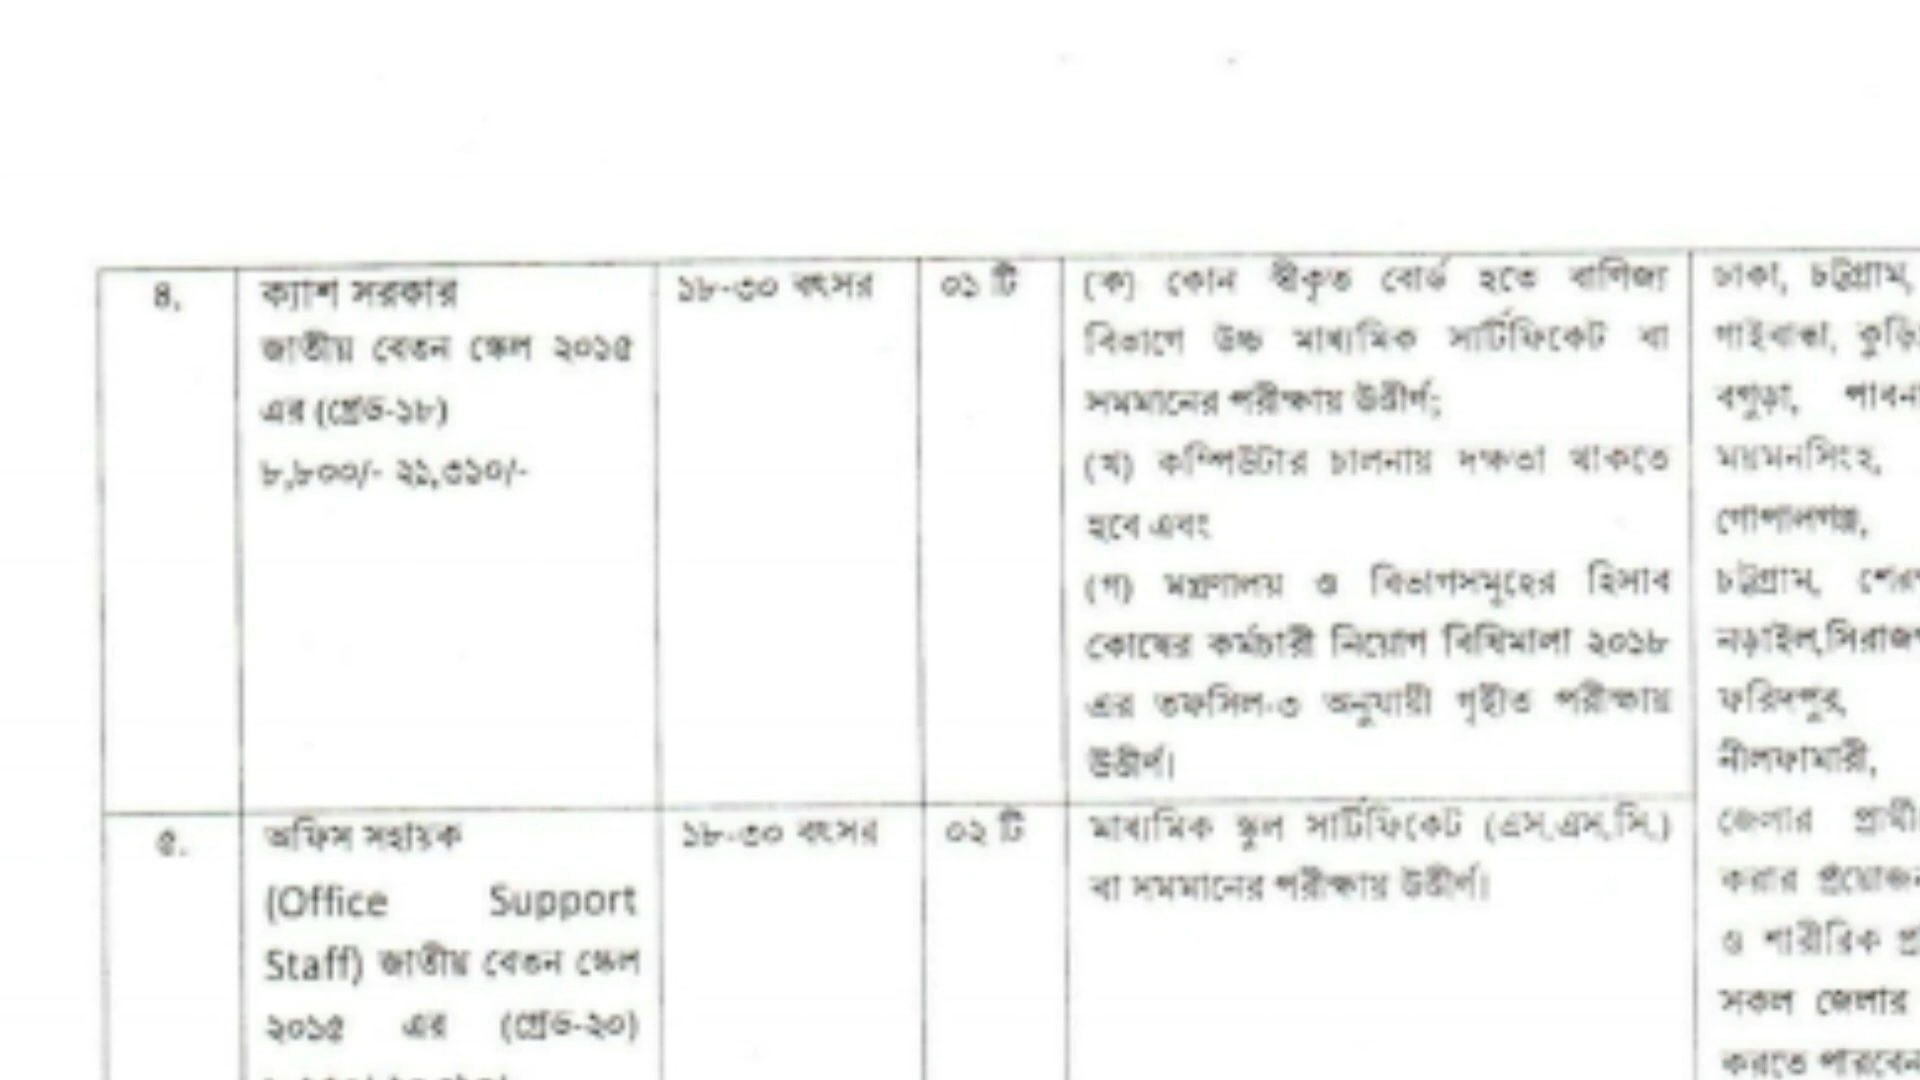 ৪.
ক্যাশ সরকার
জাতীয় বেতন স্কেল ২০১৫
এর (গ্রেড-১৮)
৮,৮০০/- ২১,৩১০/-
১৮-৩০ বৎসর
০১ টি
(ক) কোন স্বীকৃত বোর্ড হতে বাণিজ্য
বিভাগে উচ্চ মাধ্যমিক সার্টিফিকেট বা
সমমানের পরীক্ষায় উত্তীর্ণ;
(খ) কম্পিউটার চালনায় দক্ষতা থাকতে
হবে এবং
(গ) মন্ত্রণালয় ও বিভাগসমূহের হিসাব
কোষের কর্মচারী নিয়োগ বিধিমালা ২০১৮
এর তফসিল-৩ অনুযায়ী গৃহীত পরীক্ষায়
উত্তীর্ণ।
ঢাকা, চট্টগ্রাম,
গাইবান্ধা,
বগুড়া,
ময়মনসিংহ,
গোপালগঞ্জ,
চট্টগ্রাম,
নড়াইল,
ফরিদপুর,
নীলফামারী,
জেলার
করার
ও শারীরিক
সকল জেলার
করতে পারবেন
৫.
অফিস সহায়ক
(Office Support
Staff) জাতীয় বেতন স্কেল
২০১৫ এর (গ্রেড-২০)
১৮-৩০ বৎসর
০২ টি
মাধ্যমিক স্কুল সার্টিফিকেট (এস.এস.সি.)
বা সমমানের পরীক্ষায় উত্তীর্ণ।